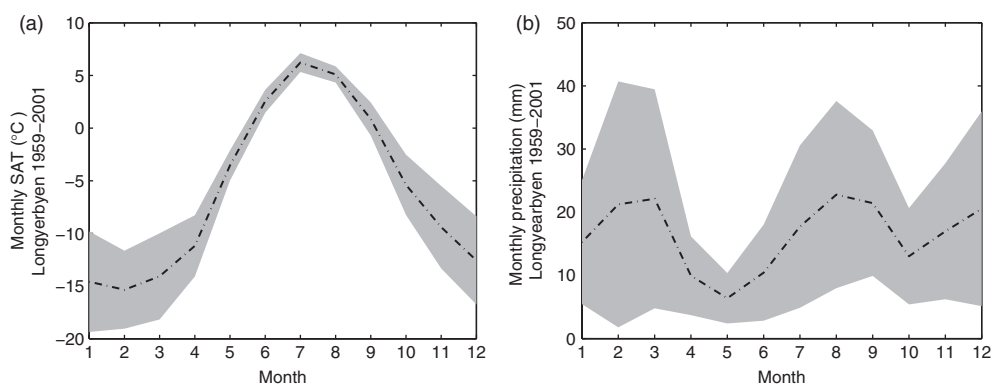 (a)
10
5
0
−5
−10
−15
−20
1 2 3 4 5 6 7 8 9 10 11 12
Month
Monthly SAT (°C)
Longyerbyen 1959−2001
(b)
50
40
30
20
10
0
1 2 3 4 5 6 7 8 9 10 11 12
Month
Monthly precipitation (mm)
Longyearbyen 1959−2001